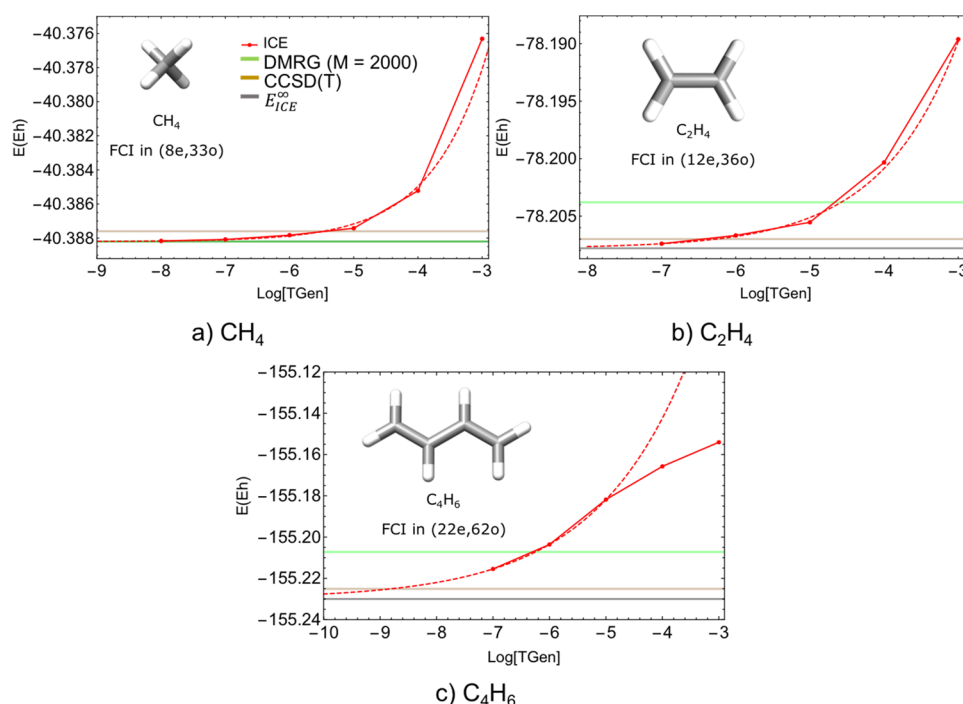 −40.376
−40.378
−40.380
−40.382
−40.384
−40.386
−40.388
E(Eh)
CH4
FCI in (8e,33o)
ICE
DMRG (M = 2000)
CCSD(T)
E∞ICE
−9 −8 −7 −6 −5 −4 −3
Log[TGen]
a) CH4
−78.190
−78.195
−78.200
−78.205
E(Eh)
C2H4
FCI in (12e,36o)
−8 −7 −6 −5 −4 −3
Log[TGen]
b) C2H4
−155.12
−155.14
−155.16
−155.18
−155.20
−155.22
−155.24
E(Eh)
C4H6
FCI in (22e,62o)
−10 −9 −8 −7 −6 −5 −4 −3
Log[TGen]
c) C4H6